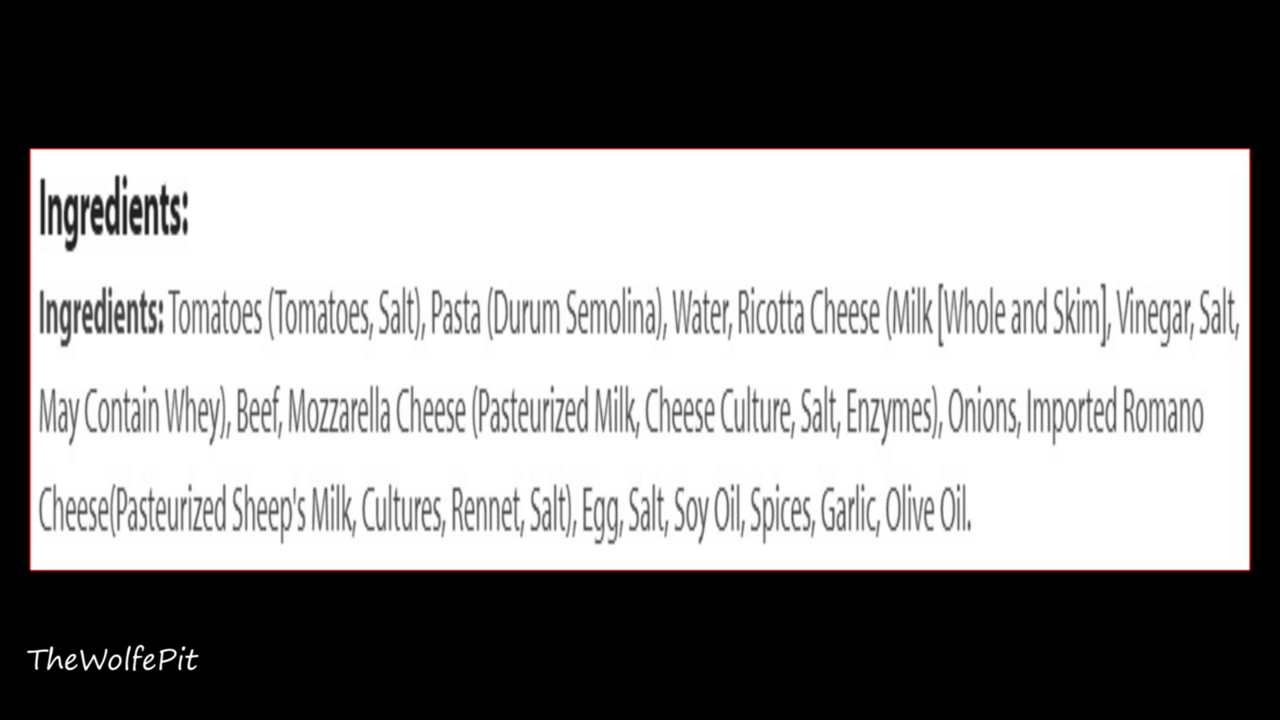 Ingredients:
Ingredients: Tomatoes (Tomatoes, Salt), Pasta (Durum Semolina), Water, Ricotta Cheese (Milk [Whole and Skim], Vinegar, Salt,
May Contain Whey), Beef, Mozzarella Cheese (Pasteurized Milk, Cheese Culture, Salt, Enzymes), Onions, Imported Romano
Cheese(Pasteurized Sheep's Milk, Cultures, Rennet, Salt), Egg, Salt, Soy Oil, Spices, Garlic, Olive Oil.
TheWolfePit